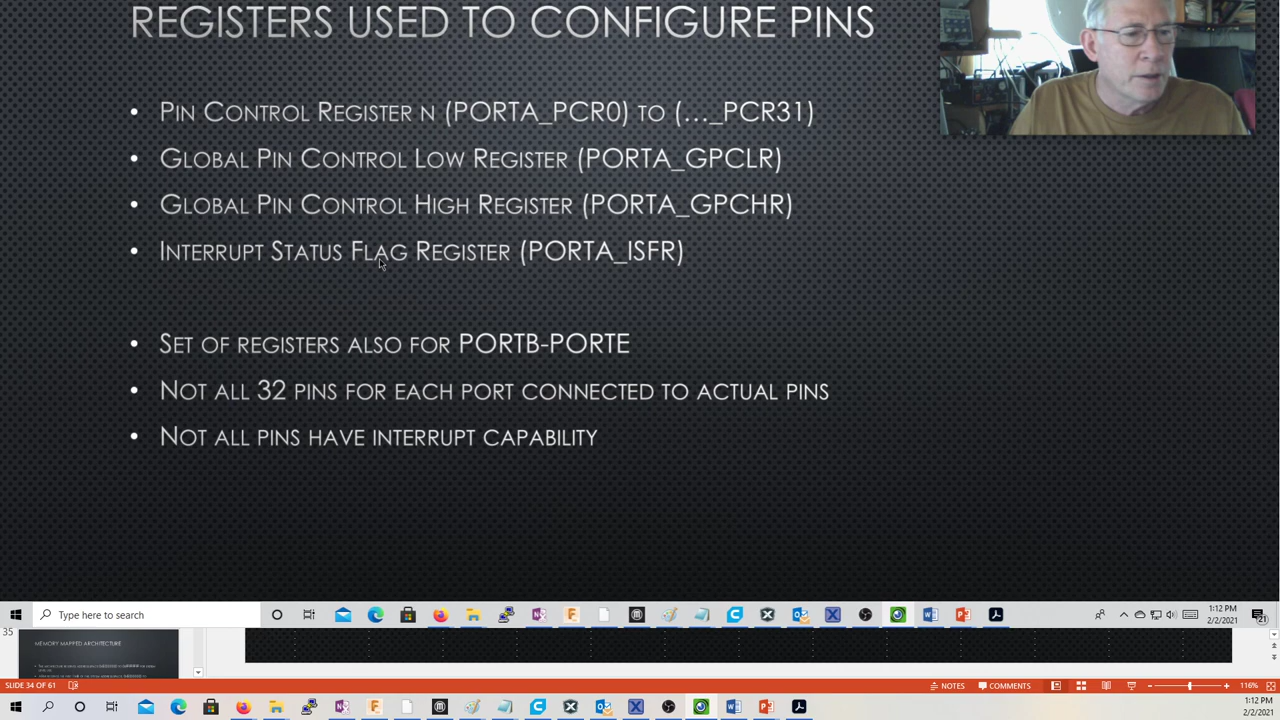 REGISTERS USED TO CONFIGURE PINS
• PIN CONTROL REGISTER N (PORTA_PCR0) TO (…_PCR31)
• GLOBAL PIN CONTROL LOW REGISTER (PORTA_GPCLR)
• GLOBAL PIN CONTROL HIGH REGISTER (PORTA_GPCHR)
• INTERRUPT STATUS FLAG REGISTER (PORTA_ISFR)
• SET OF REGISTERS ALSO FOR PORTB-PORTE
• NOT ALL 32 PINS FOR EACH PORT CONNECTED TO ACTUAL PINS
• NOT ALL PINS HAVE INTERRUPT CAPABILITY
Type here to search
1:12 PM
2/2/2021
35
MEMORY MAPPED ARCHITECTURE
SLIDE 34 OF 61
NOTES
COMMENTS
116%
1:12 PM
2/2/2021